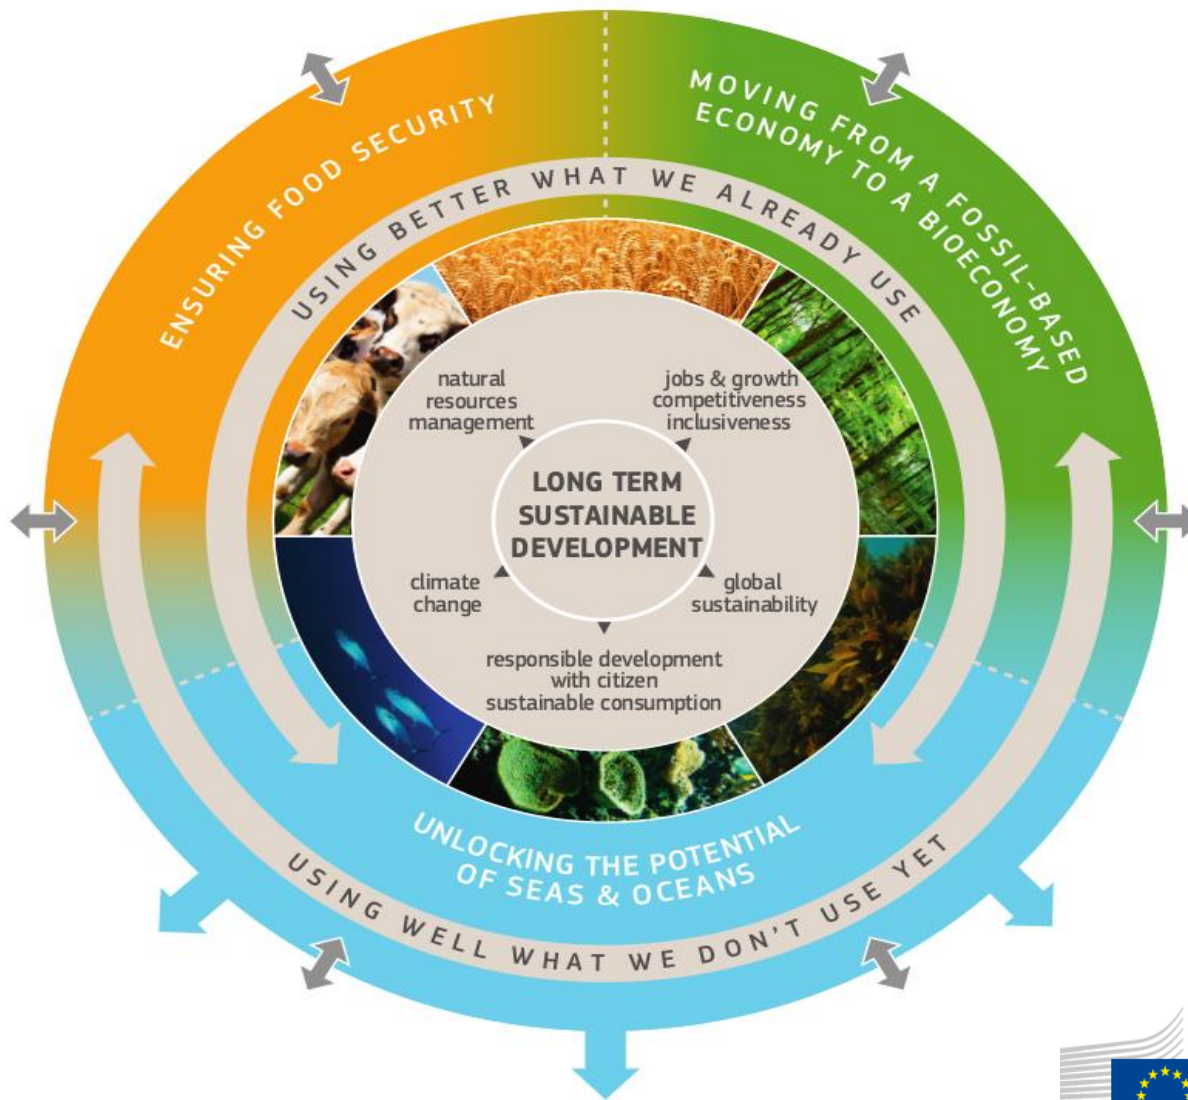 ENSURING FOOD SECURITY
MOVING FROM A FOSSIL-BASED
ECONOMY TO A BIOECONOMY
USING BETTER WHAT WE ALREADY USE
natural
resources
management
jobs & growth
competitiveness
inclusiveness
LONG TERM
SUSTAINABLE
DEVELOPMENT
climate
change
global
sustainability
responsible development
with citizen
sustainable consumption
UNLOCKING THE POTENTIAL
OF SEAS & OCEANS
USING WELL WHAT WE DON'T USE YET